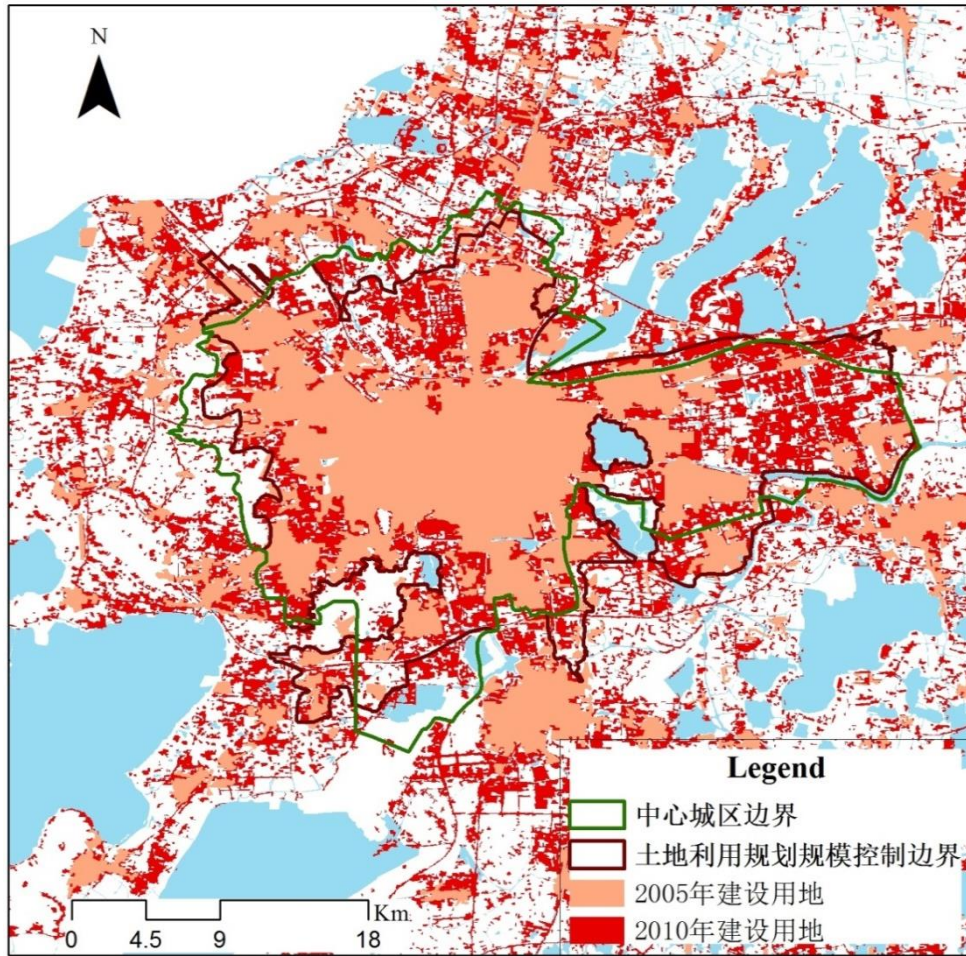 N
Legend
中心城区边界
土地利用规划规模控制边界
2005年建设用地
2010年建设用地
Km
0 4.5 9 18